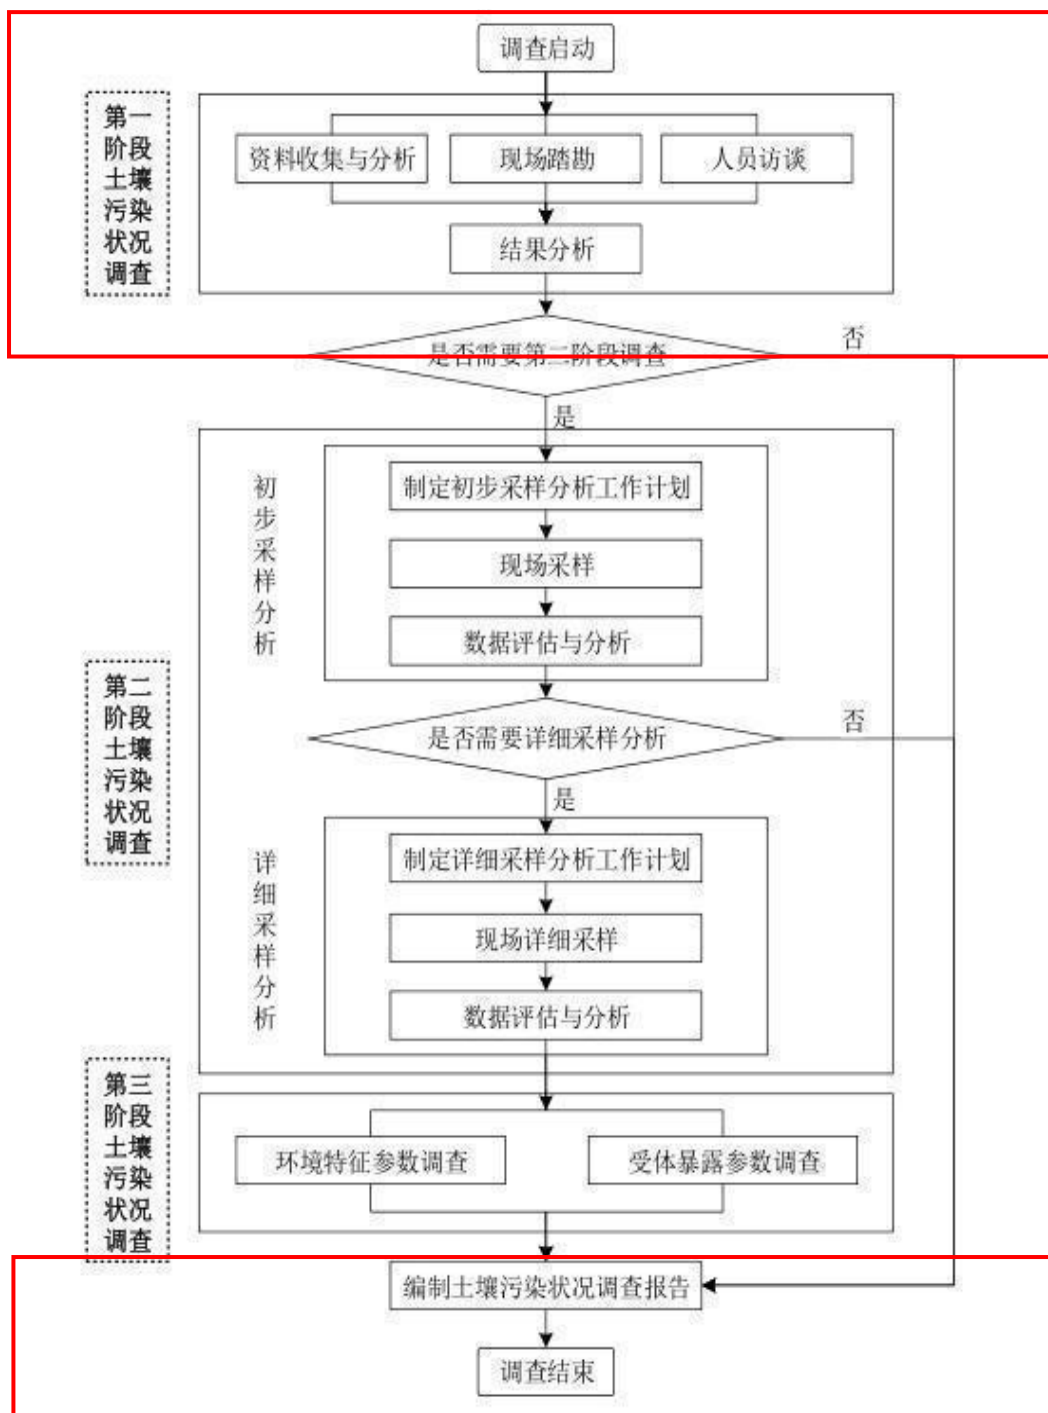 调查启动
第一
阶段
土壤
污染
状况
调查
资料收集与分析
现场踏勘
人员访谈
结果分析
是否需要第二阶段调查
否
是
初
步
采
样
分
析
制定初步采样分析工作计划
现场采样
数据评估与分析
第二
阶段
土壤
污染
状况
调查
是否需要详细采样分析
否
是
详
细
采
样
分
析
制定详细采样分析工作计划
现场详细采样
数据评估与分析
第三
阶段
土壤
污染
状况
调查
环境特征参数调查
受体暴露参数调查
编制土壤污染状况调查报告
调查结束